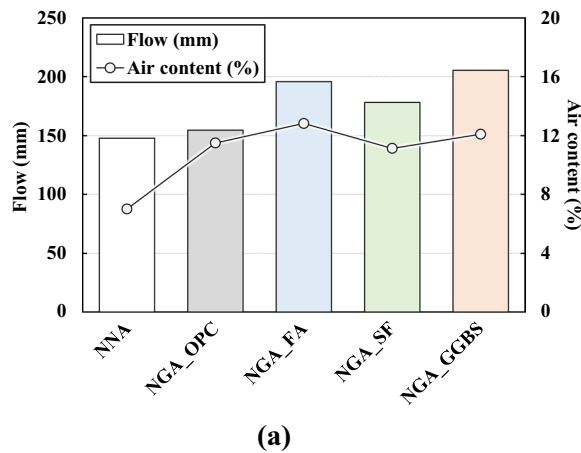 Flow (mm)
Air content (%)
250
200
150
100
50
0
Flow (mm)
20
16
12
8
4
0
Air content (%)
NNA
NGA_OPC
NGA_FA
NGA_SF
NGA_GGBS
(a)